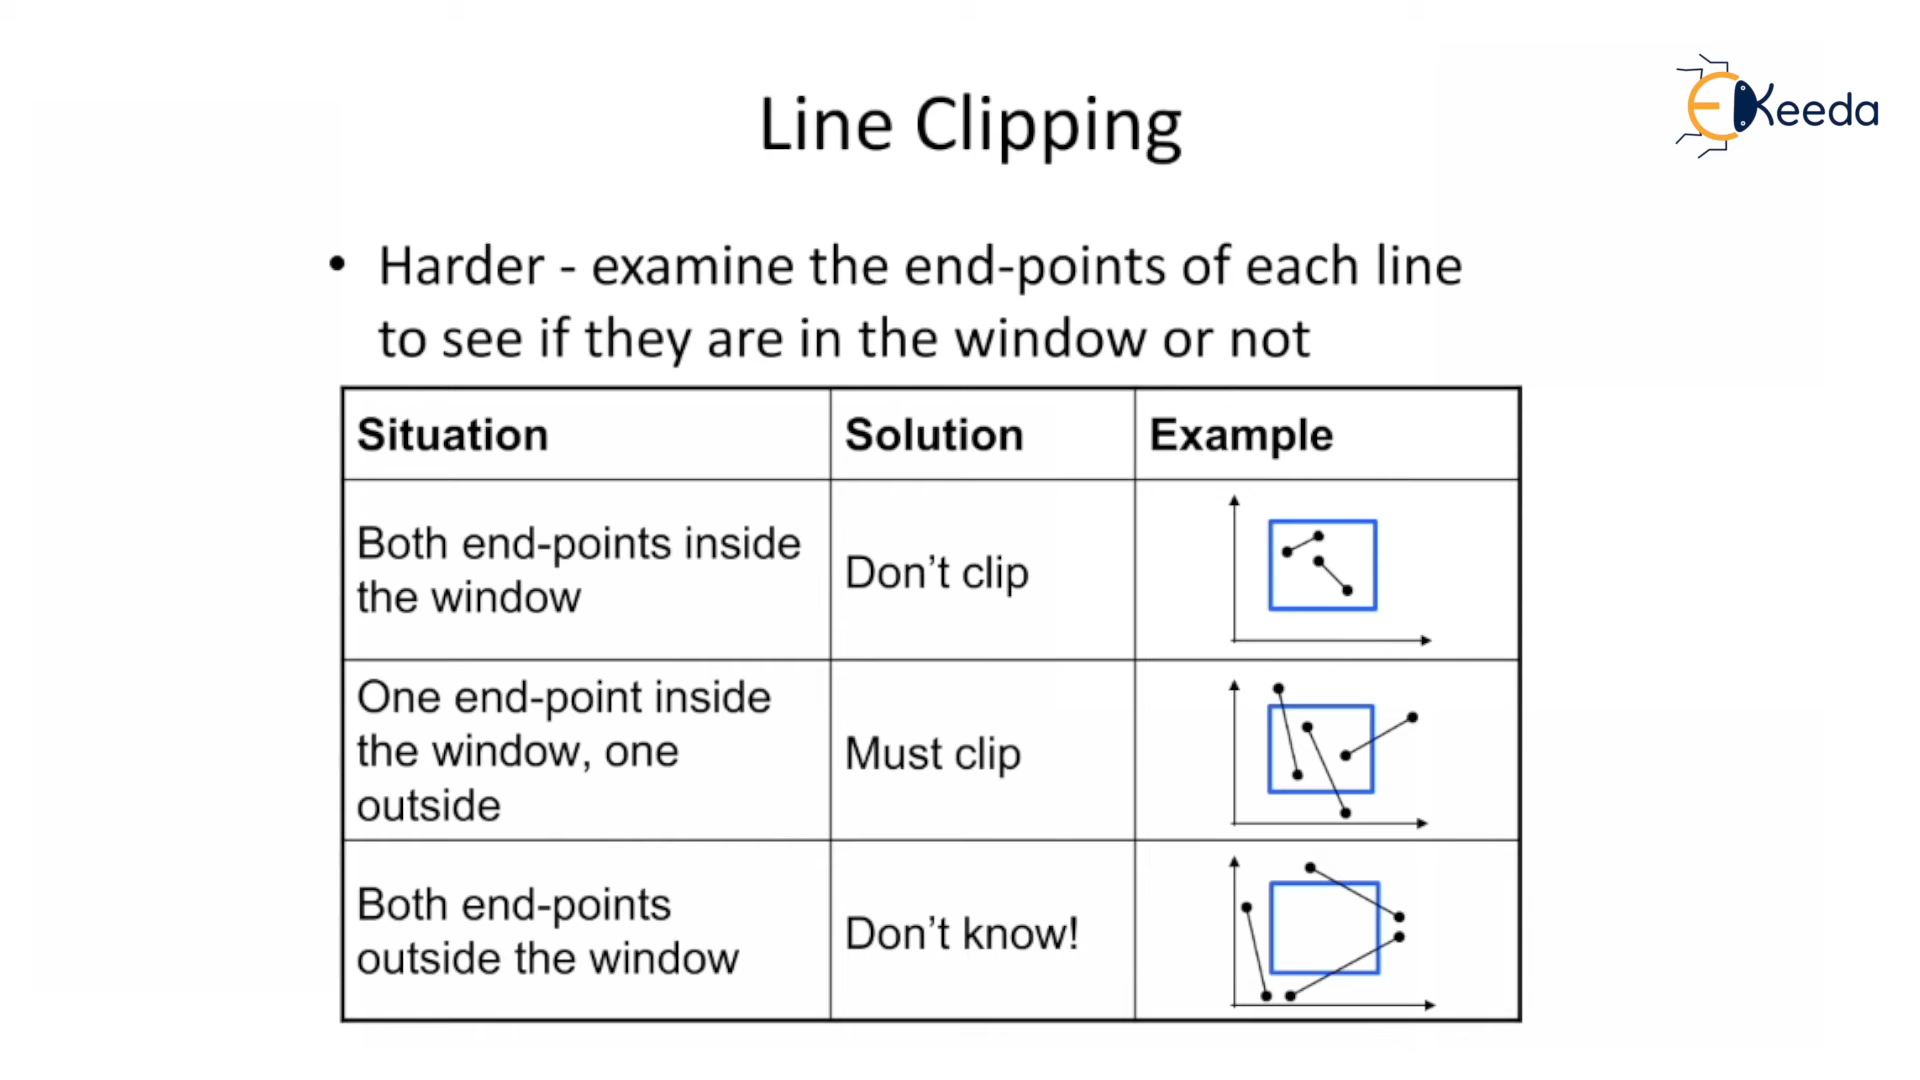 EKeeda
Line Clipping
• Harder - examine the end-points of each line
to see if they are in the window or not
Situation Solution Example
Both end-points inside
the window
Don’t clip
One end-point inside
the window, one
outside
Must clip
Both end-points
outside the window
Don’t know!